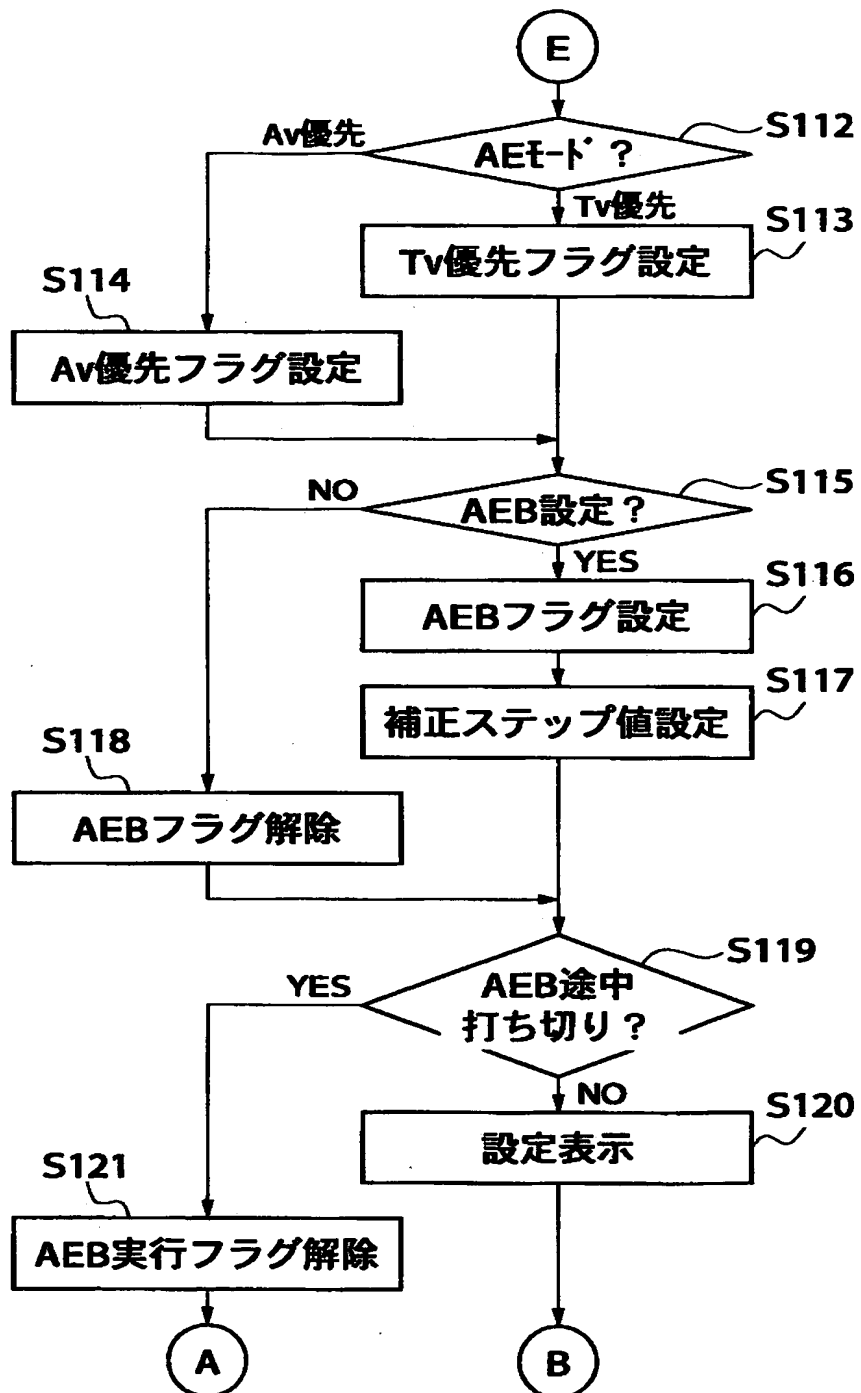 E
S112
Av優先
AEﾓｰﾄﾞ？
Tv優先
S113
Tv優先フラグ設定
S114
Av優先フラグ設定
S115
NO
AEB設定？
YES
S116
AEBフラグ設定
S117
補正ステップ値設定
S118
AEBフラグ解除
S119
YES
AEB途中
打ち切り？
NO
S120
設定表示
S121
AEB実行フラグ解除
A
B